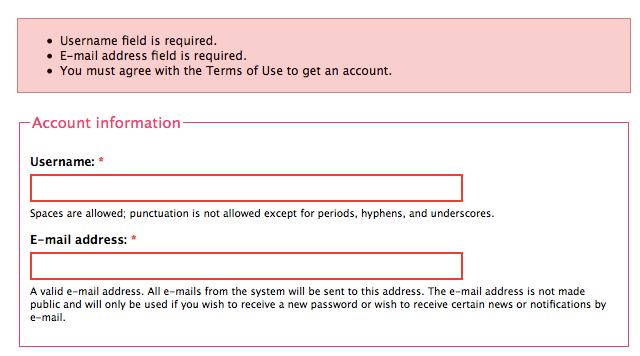 • Username field is required.
• E-mail address field is required.
• You must agree with the Terms of Use to get an account.
Account information
Username: *
Spaces are allowed; punctuation is not allowed except for periods, hyphens, and underscores.
E-mail address: *
A valid e-mail address. All e-mails from the system will be sent to this address. The e-mail address is not made
public and will only be used if you wish to receive a new password or wish to receive certain news or notifications by
e-mail.